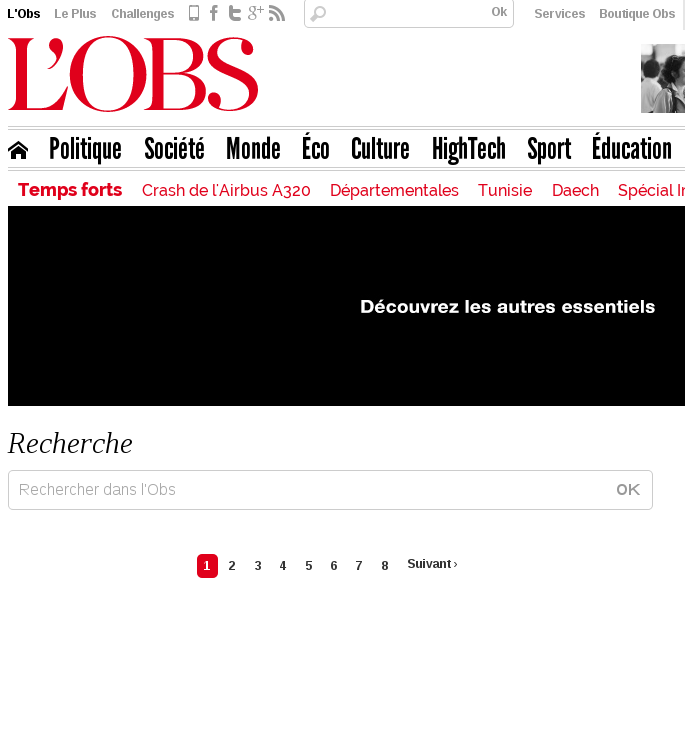 L'Obs Le Plus Challenges Ok Services Boutique Obs
L'OBS
Politique Société Monde Éco Culture HighTech Sport Éducation
Temps forts Crash de l'Airbus A320 Départementales Tunisie Daech Spécial
Découvrez les autres essentiels
Recherche
Rechercher dans l'Obs OK
1 2 3 4 5 6 7 8 Suivant ›